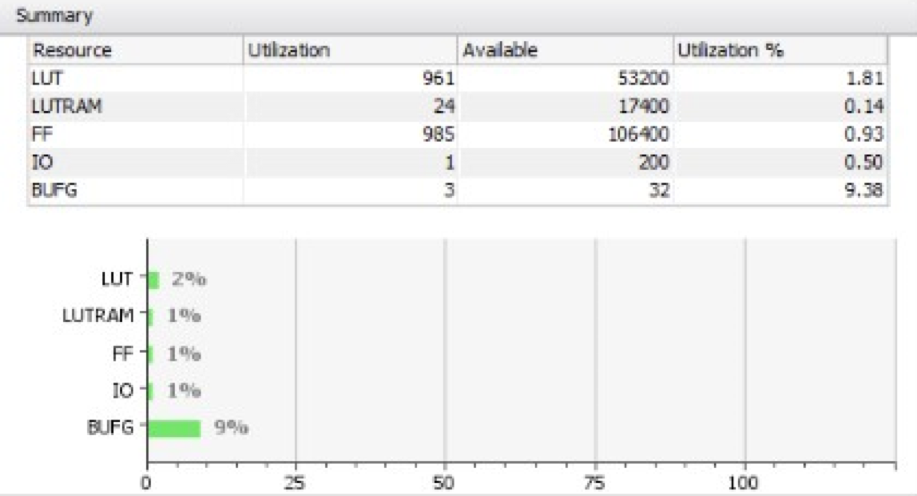 Summary
Resource Utilization Available Utilization %
LUT 961 53200 1.81
LUTRAM 24 17400 0.14
FF 985 106400 0.93
IO 1 200 0.50
BUFG 3 32 9.38
LUT 2%
LUTRAM 1%
FF 1%
IO 1%
BUFG 9%
0 25 50 75 100